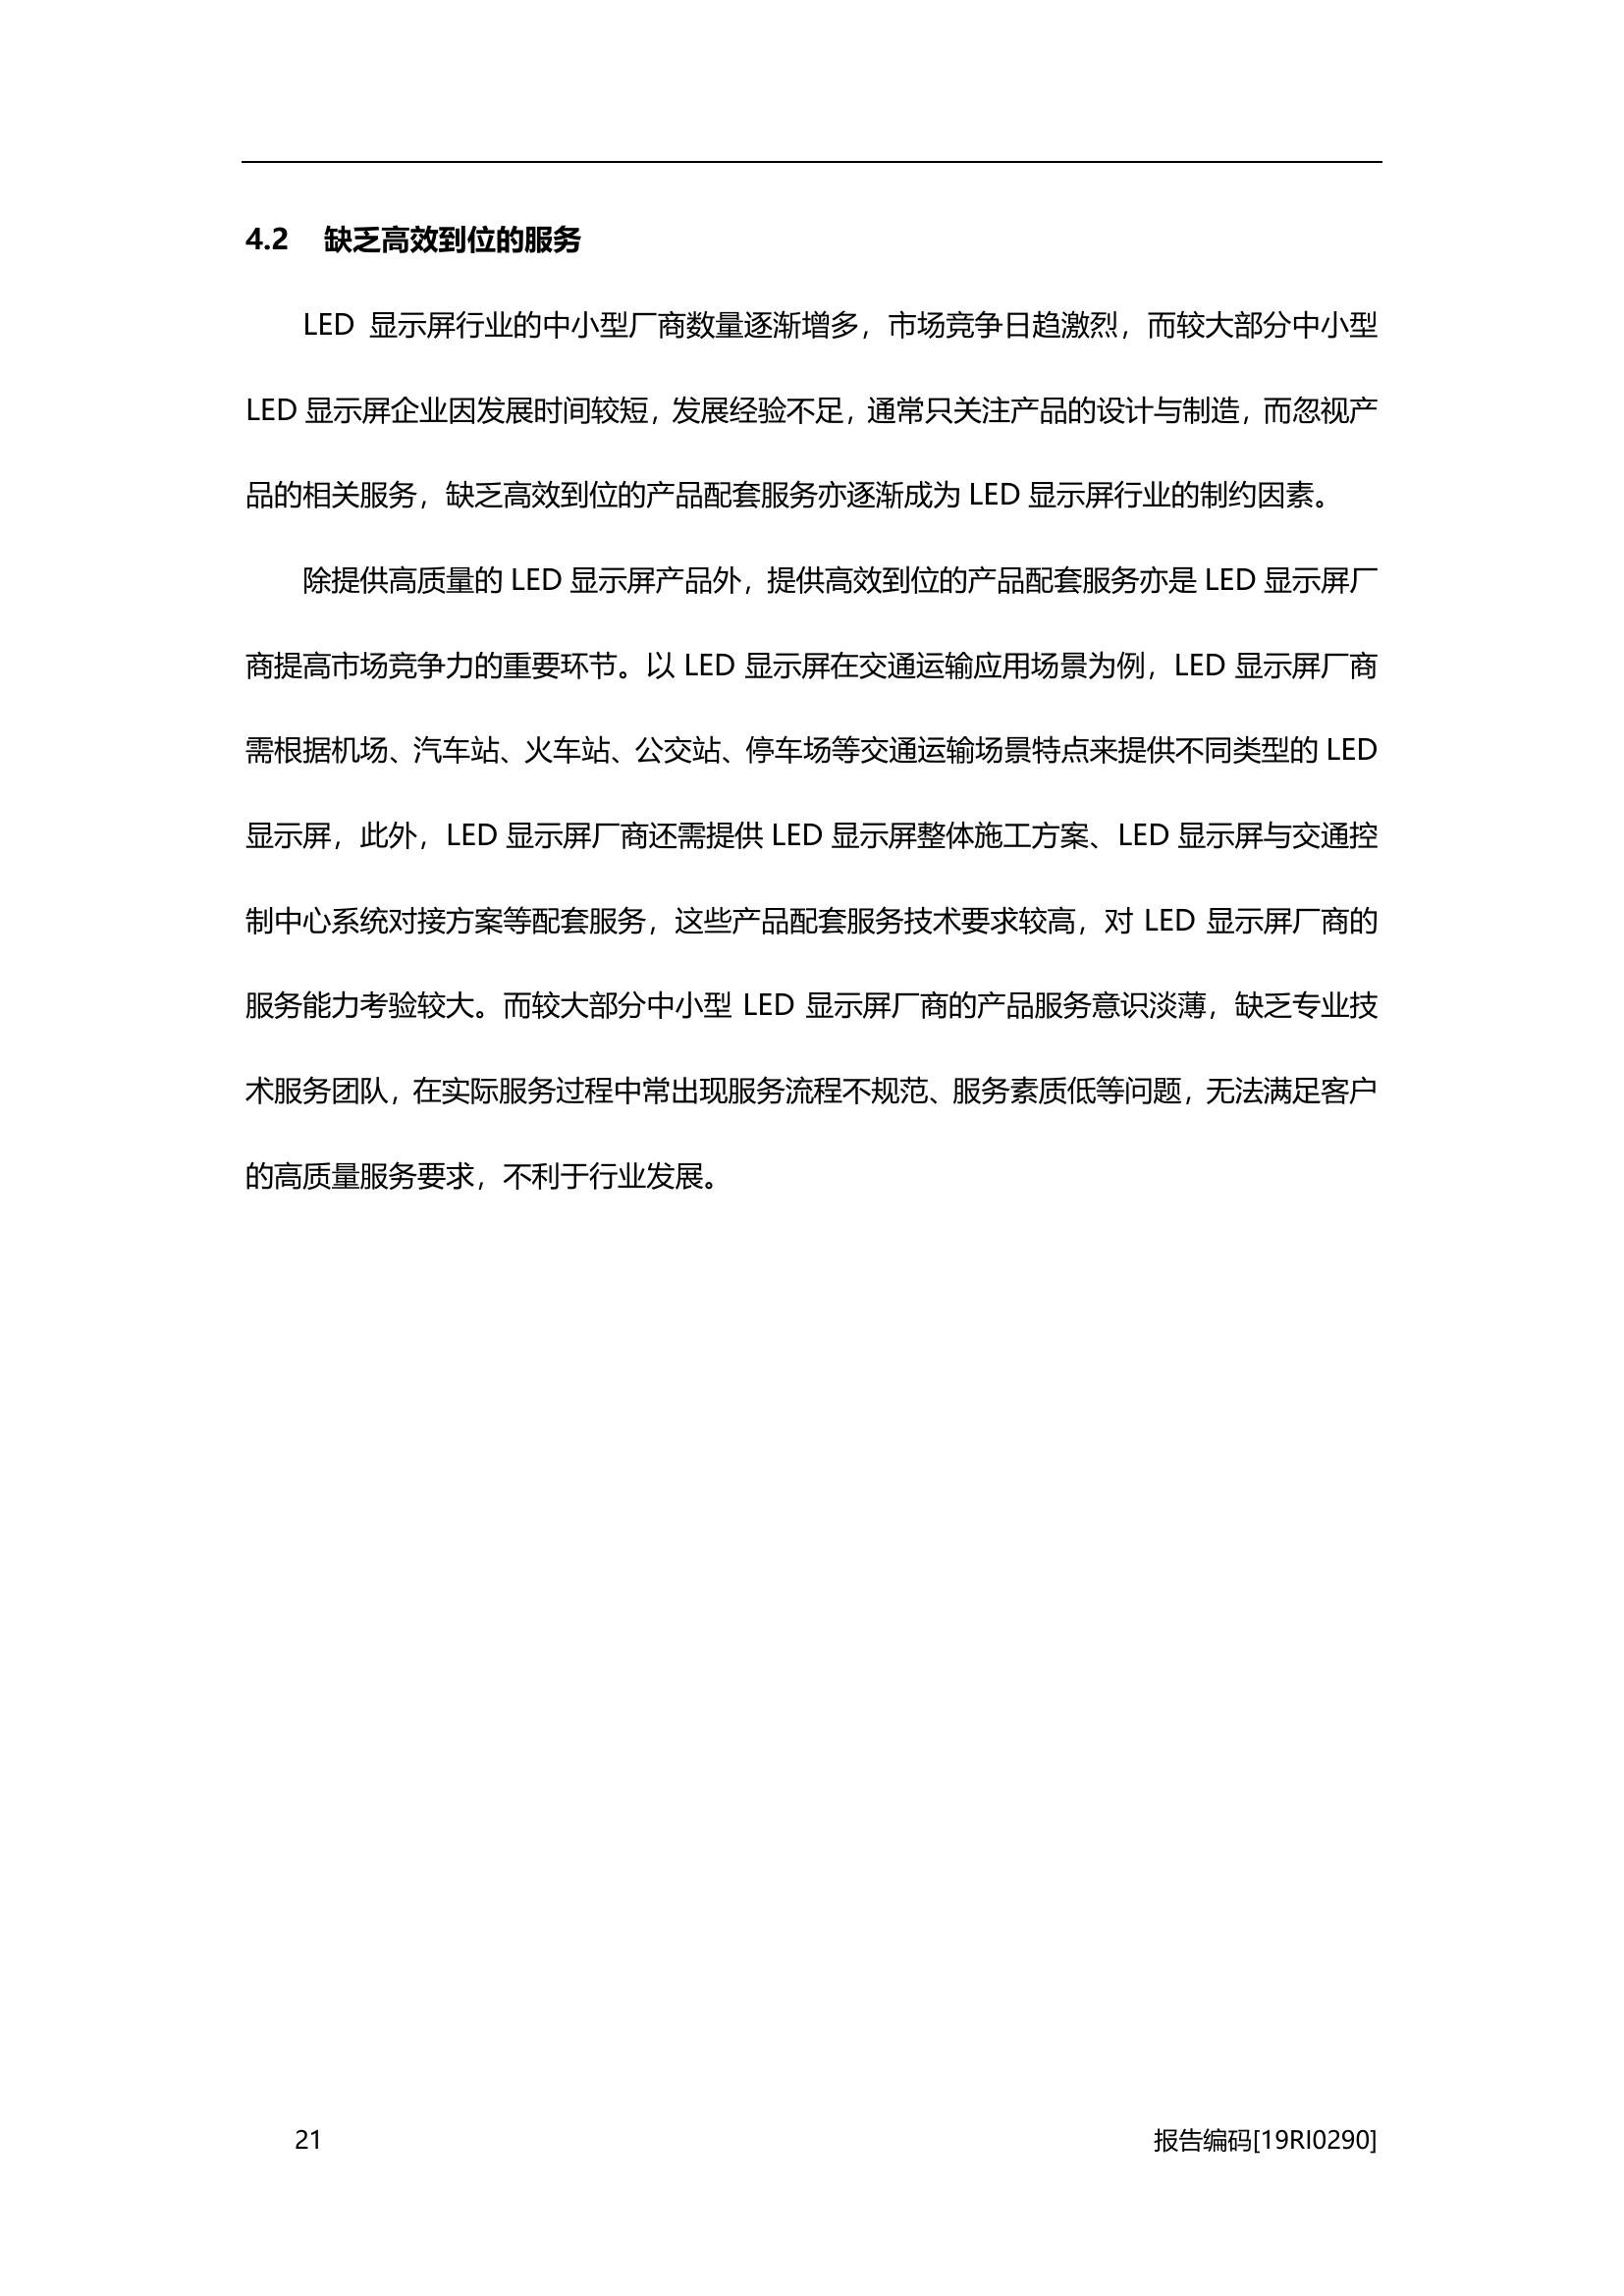 4.2 缺乏高效到位的服务
LED 显示屏行业的中小型厂商数量逐渐增多，市场竞争日趋激烈，而较大部分中小型
LED 显示屏企业因发展时间较短，发展经验不足，通常只关注产品的设计与制造，而忽视产
品的相关服务，缺乏高效到位的产品配套服务亦逐渐成为 LED 显示屏行业的制约因素。
除提供高质量的 LED 显示屏产品外，提供高效到位的产品配套服务亦是 LED 显示屏厂
商提高市场竞争力的重要环节。以 LED 显示屏在交通运输应用场景为例，LED 显示屏厂商
需根据机场、汽车站、火车站、公交站、停车场等交通运输场景特点来提供不同类型的 LED
显示屏，此外，LED 显示屏厂商还需提供 LED 显示屏整体施工方案、LED 显示屏与交通控
制中心系统对接方案等配套服务，这些产品配套服务技术要求较高，对 LED 显示屏厂商的
服务能力考验较大。而较大部分中小型 LED 显示屏厂商的产品服务意识淡薄，缺乏专业技
术服务团队，在实际服务过程中常出现服务流程不规范、服务素质低等问题，无法满足客户
的高质量服务要求，不利于行业发展。
21 报告编码[19RI0290]